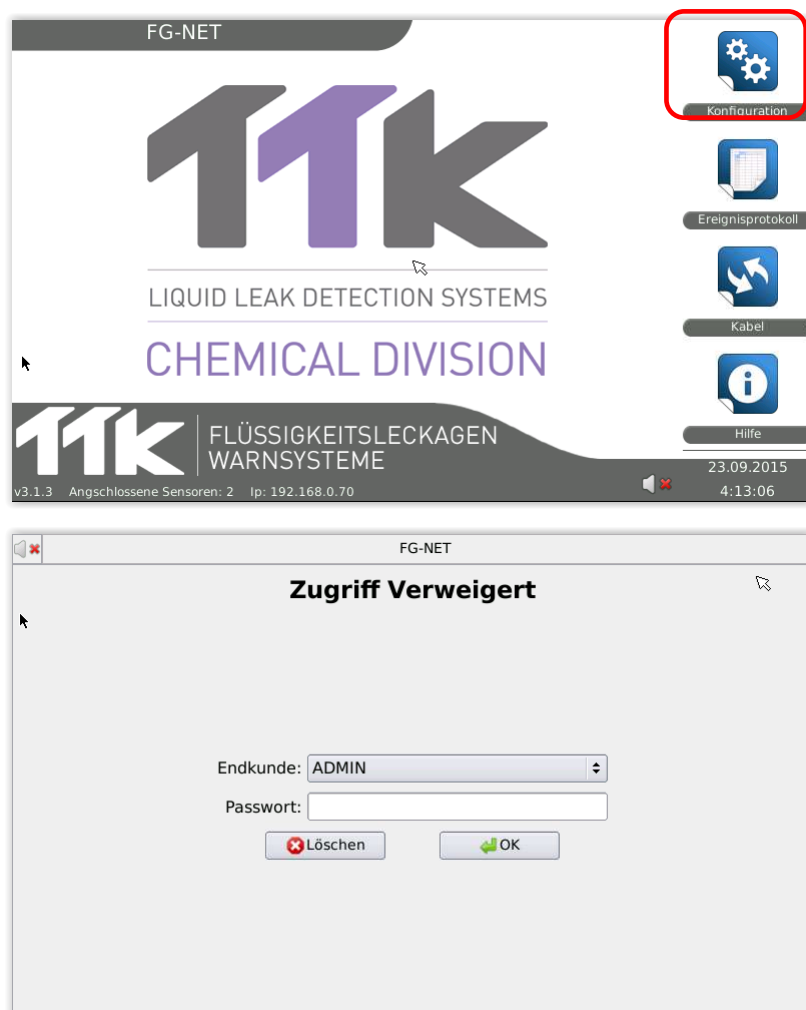 FG-NET
TTK
LIQUID LEAK DETECTION SYSTEMS
CHEMICAL DIVISION
Konfiguration
Ereignisprotokoll
Kabel
Hilfe
TTK
FLÜSSIGKEITSLECKAGEN
WARNSYSTEME
v3.1.3 Angschlossene Sensoren: 2 Ip: 192.168.0.70
23.09.2015
4:13:06
FG-NET
Zugriff Verweigert
Endkunde: ADMIN
Passwort:
Löschen OK